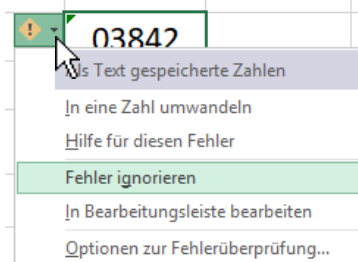 03842
Als Text gespeicherte Zahlen
In eine Zahl umwandeln
Hilfe für diesen Fehler
Fehler ignorieren
In Bearbeitungsleiste bearbeiten
Optionen zur Fehlerüberprüfung...